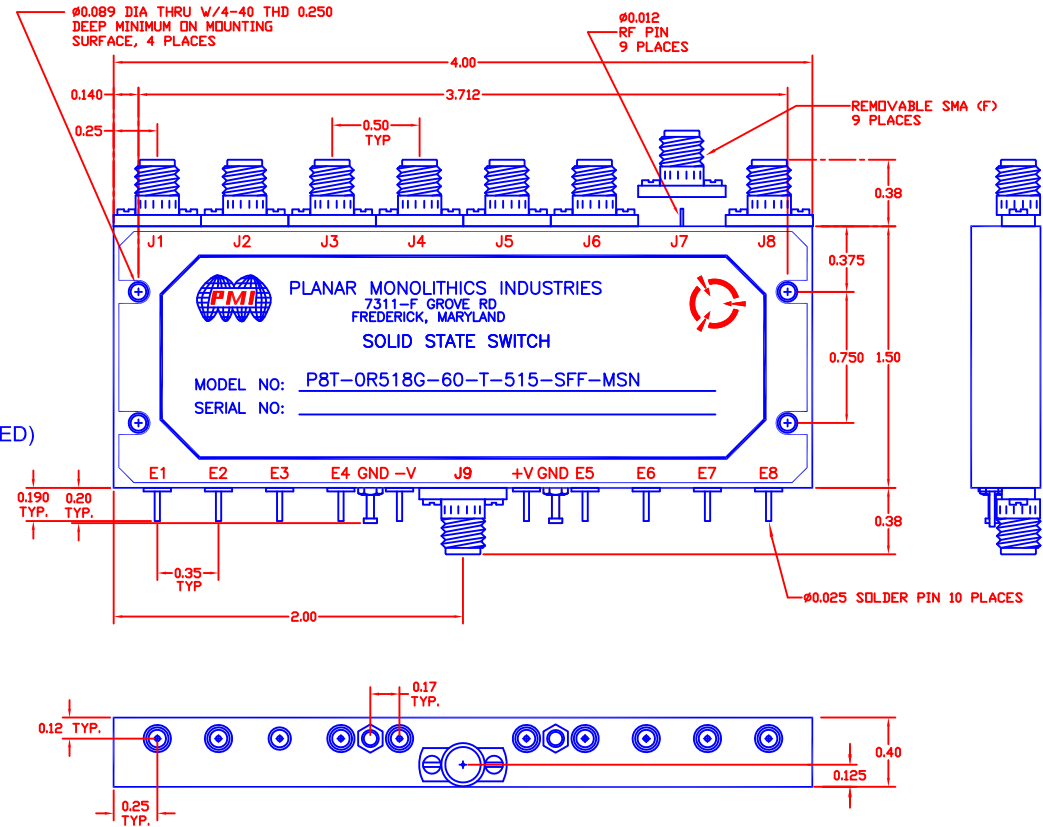 Ø0.089 DIA THRU W/4-40 THD 0.250
DEEP MINIMUM ON MOUNTING
SURFACE, 4 PLACES
Ø0.012
RF PIN
9 PLACES
4.00
0.140
3.712
REMOVABLE SMA (F)
9 PLACES
0.25
0.50
TYP
0.38
J1 J2 J3 J4 J5 J6 J7 J8
0.375
PMI
PLANAR MONOLITHICS INDUSTRIES
7311-F GROVE RD
FREDERICK, MARYLAND
SOLID STATE SWITCH
0.750 1.50
MODEL NO: P8T-0R518G-60-T-515-SFF-MSN
SERIAL NO:
ED)
E1 E2 E3 E4 GND -V J9 +V GND E5 E6 E7 E8
0.190
TYP.
0.20
TYP.
0.38
0.35
TYP
Ø0.025 SOLDER PIN 10 PLACES
2.00
0.17
TYP.
0.12 TYP.
0.40
0.125
0.25
TYP.